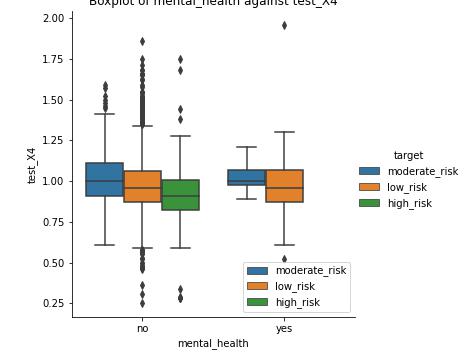 Boxplot of mental_health against test_X4
2.00
1.75
1.50
1.25
1.00
0.75
0.50
0.25
test_X4
no
yes
mental_health
moderate_risk
low_risk
high_risk
target
moderate_risk
low_risk
high_risk